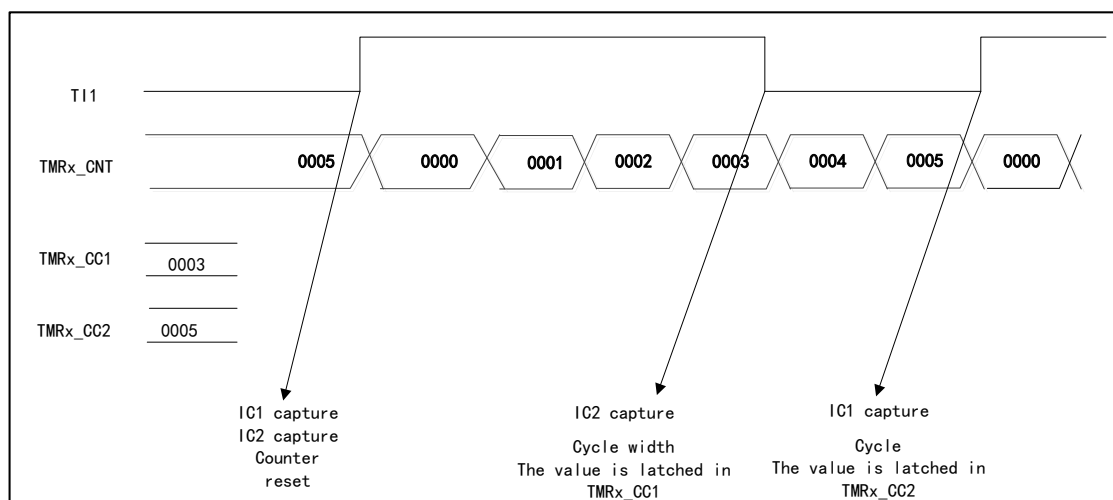 TI1
TMRx_CNT
0005 0000 0001 0002 0003 0004 0005 0000
TMRx_CC1
0003
TMRx_CC2
0005
IC1 capture
IC2 capture
Counter
reset
IC2 capture
Cycle width
The value is latched in
TMRx_CC1
IC1 capture
Cycle
The value is latched in
TMRx_CC2